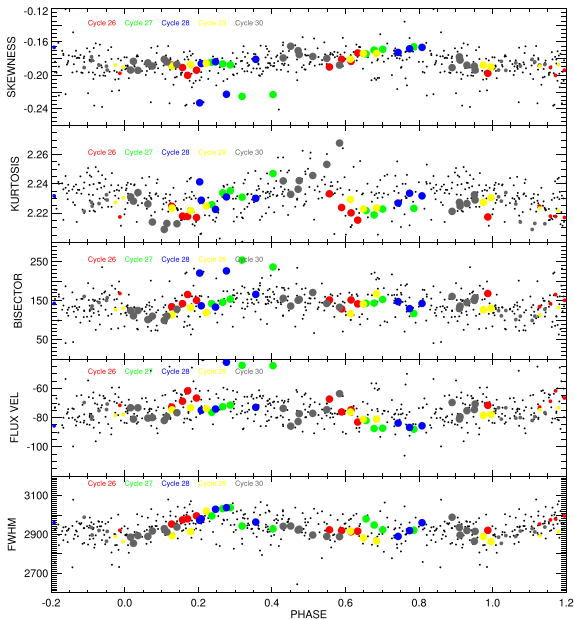 -0.12
-0.16
-0.20
-0.24
SKEWNESS
Cycle 26 Cycle 27 Cycle 28 Cycle 29 Cycle 30
2.26
2.24
2.22
KURTOSIS
Cycle 26 Cycle 27 Cycle 28 Cycle 29 Cycle 30
250
150
50
BISECTOR
Cycle 26 Cycle 27 Cycle 28 Cycle 29 Cycle 30
-60
-80
-100
FLUX VEL
Cycle 26 Cycle 27 Cycle 28 Cycle 29 Cycle 30
3100
2900
2700
FWHM
Cycle 26 Cycle 27 Cycle 28 Cycle 29 Cycle 30
-0.2 0.0 0.2 0.4 0.6 0.8 1.0 1.2
PHASE